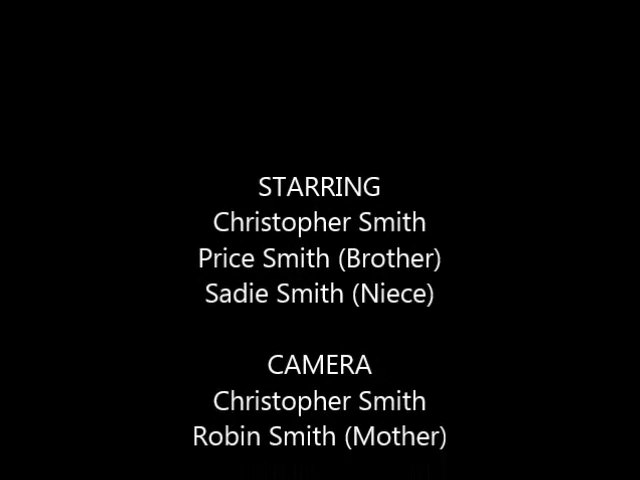 STARRING
Christopher Smith
Price Smith (Brother)
Sadie Smith (Niece)
CAMERA
Christopher Smith
Robin Smith (Mother)